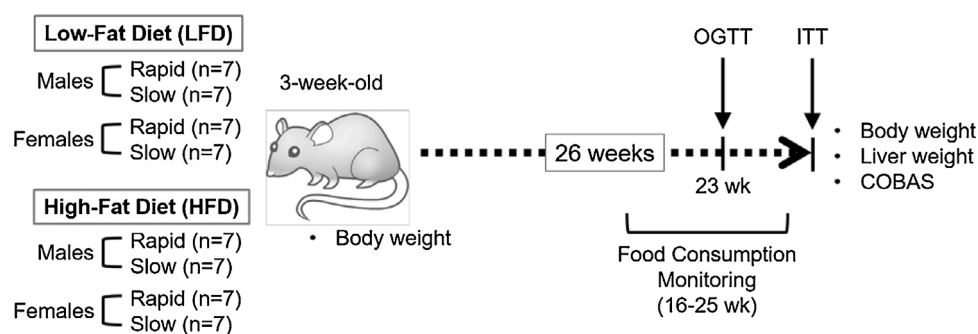 Low-Fat Diet (LFD)
Males
Rapid (n=7)
Slow (n=7)
Females
Rapid (n=7)
Slow (n=7)
High-Fat Diet (HFD)
Males
Rapid (n=7)
Slow (n=7)
Females
Rapid (n=7)
Slow (n=7)
3-week-old
• Body weight
26 weeks
OGTT
23 wk
ITT
• Body weight
• Liver weight
• COBAS
Food Consumption
Monitoring
(16-25 wk)